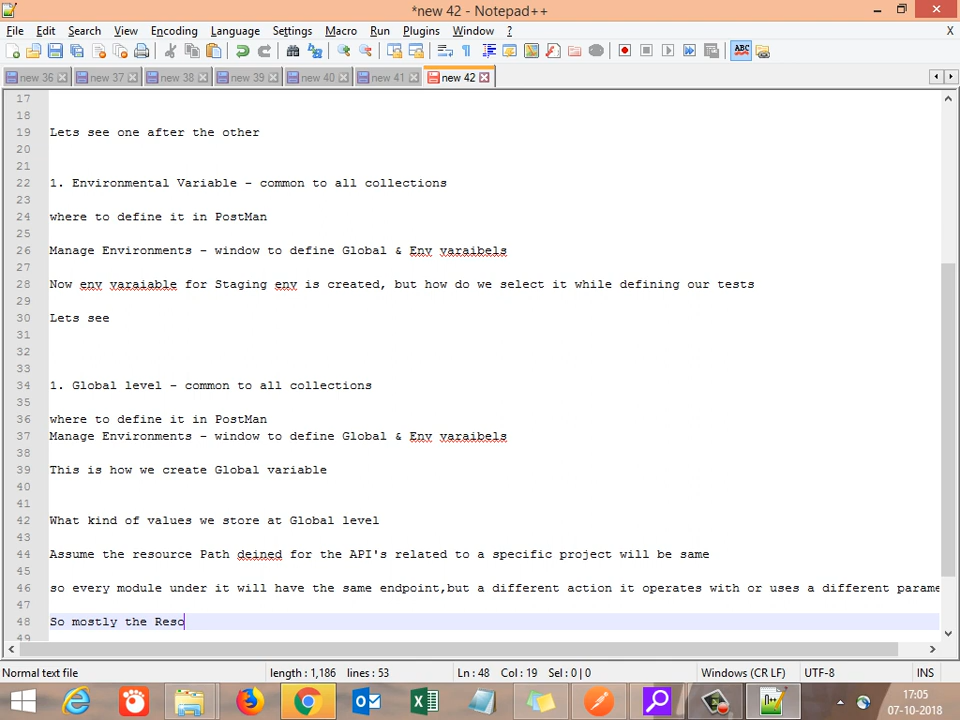 *new 42 - Notepad++
File Edit Search View Encoding Language Settings Macro Run Plugins Window ? X
new 36 new 37 new 38 new 39 new 40 new 41 new 42
17
18
19 Lets see one after the other
20
21
22 1. Environmental Variable - common to all collections
23
24 where to define it in PostMan
25
26 Manage Environments - window to define Global & Env varaibels
27
28 Now env varaiable for Staging env is created, but how do we select it while defining our tests
29
30 Lets see
31
32
33
34 1. Global level - common to all collections
35
36 where to define it in PostMan
37 Manage Environments - window to define Global & Env varaibels
38
39 This is how we create Global variable
40
41
42 What kind of values we store at Global level
43
44 Assume the resource Path deined for the API's related to a specific project will be same
45
46 so every module under it will have the same endpoint,but a different action it operates with or uses a different parame
47
48 So mostly the Reso
49
Normal text file length : 1,186 lines : 53 Ln : 48 Col : 19 Sel : 0 | 0 Windows (CR LF) UTF-8 INS
17:05
07-10-2018